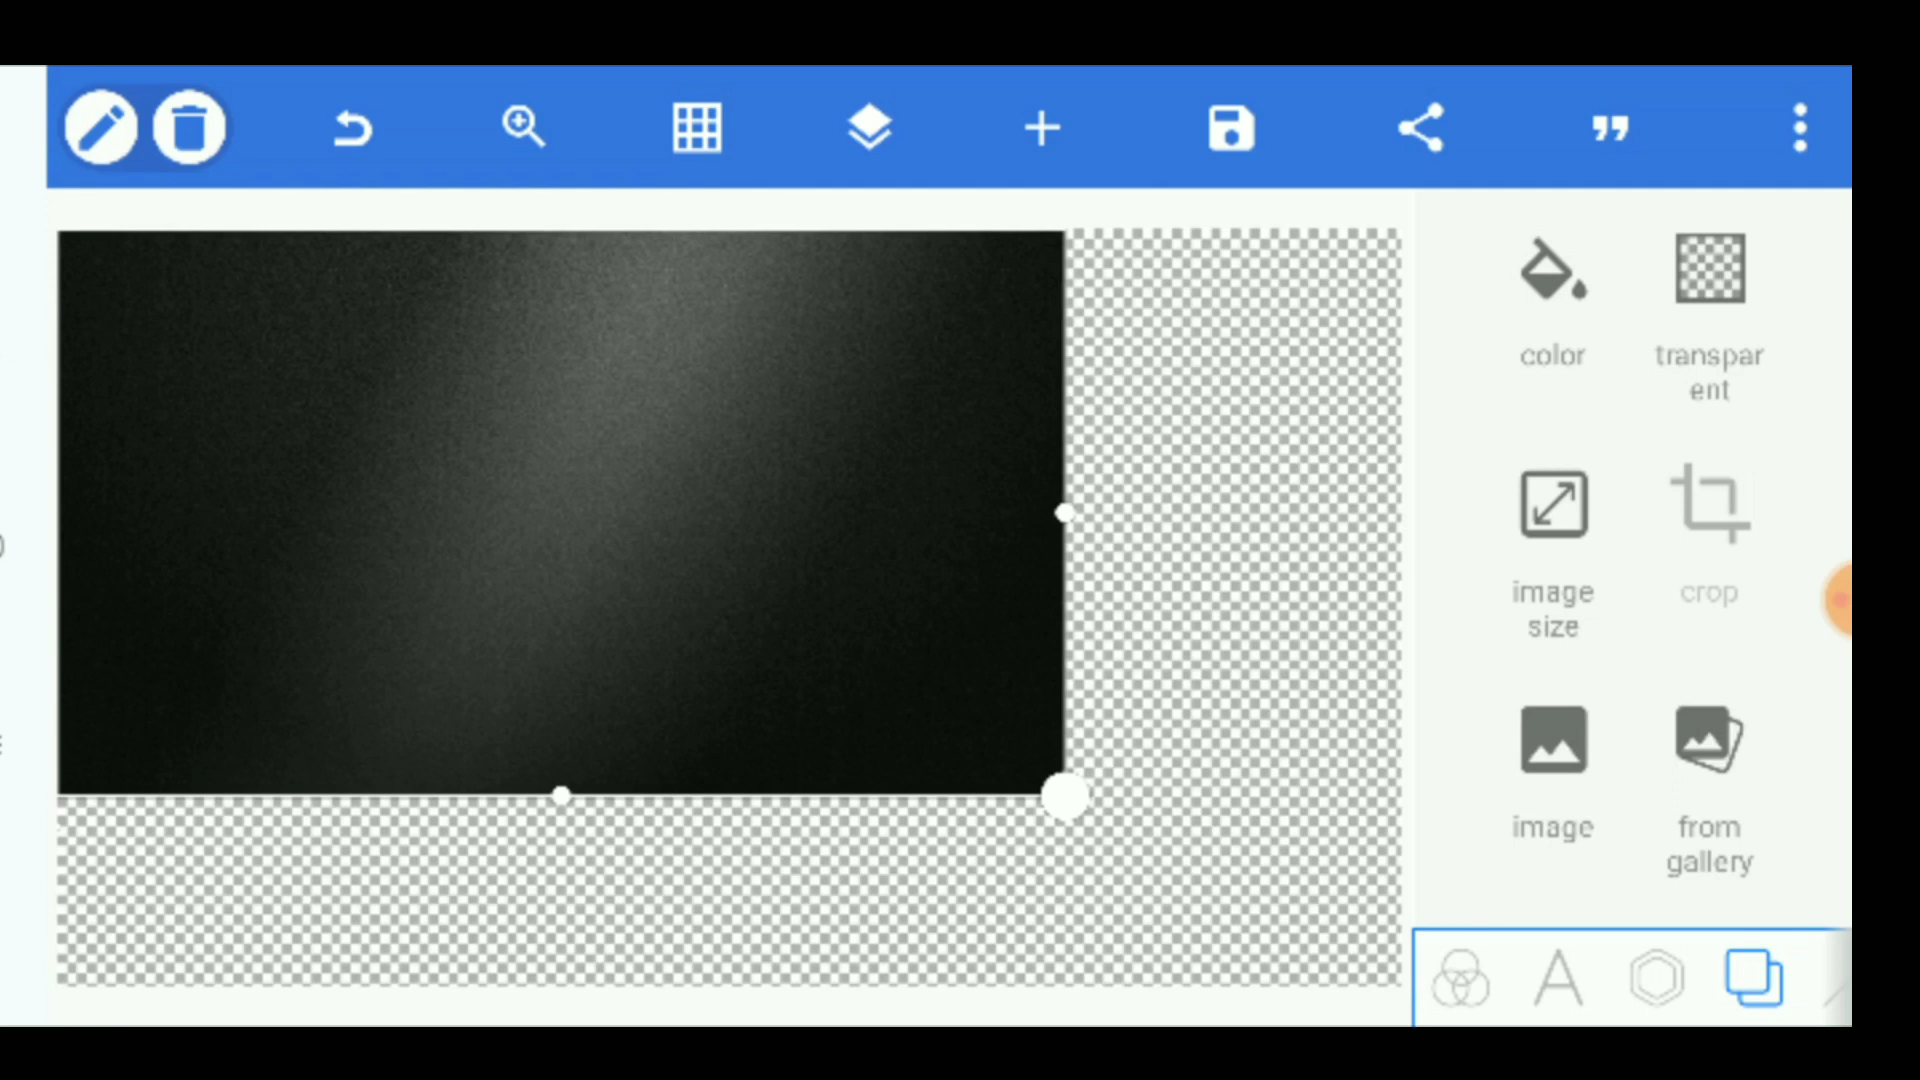 color
transpar
ent
image
size
crop
image
from
gallery